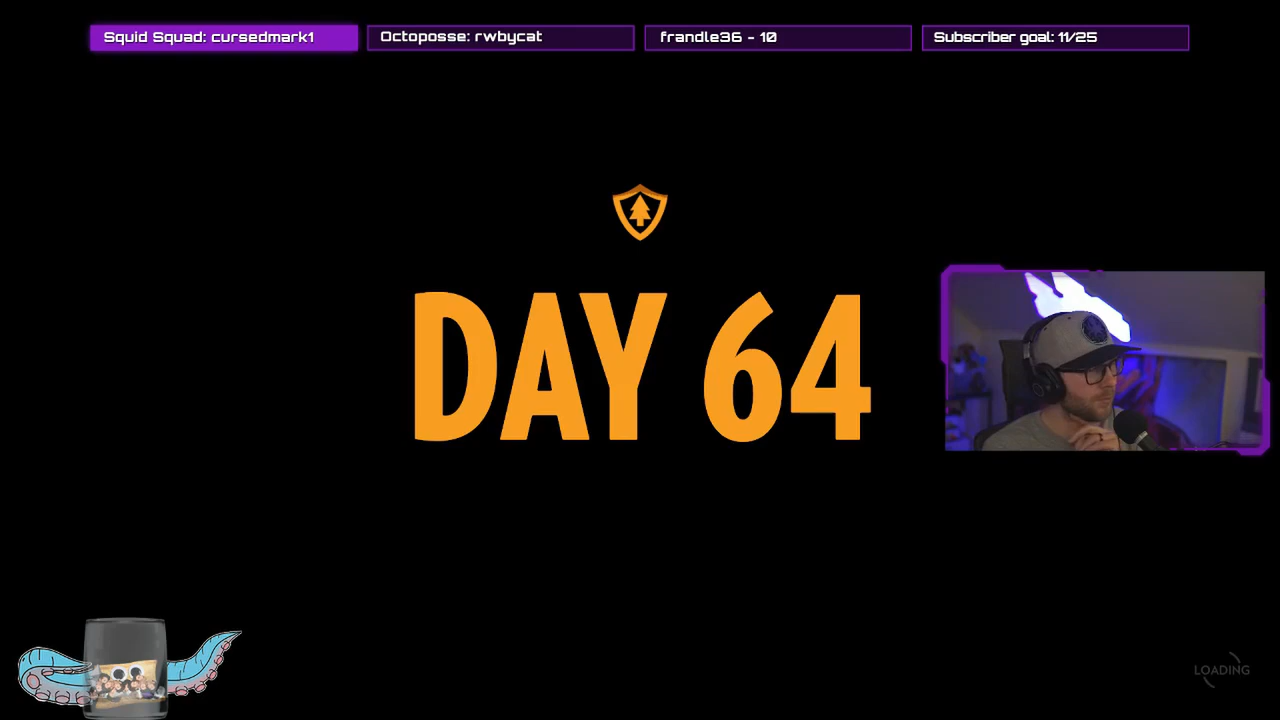 Squid Squad: cursedmark1
Octoposse: rwbycat
frandle36 - 10
Subscriber goal: 11/25
DAY 64
LOADING